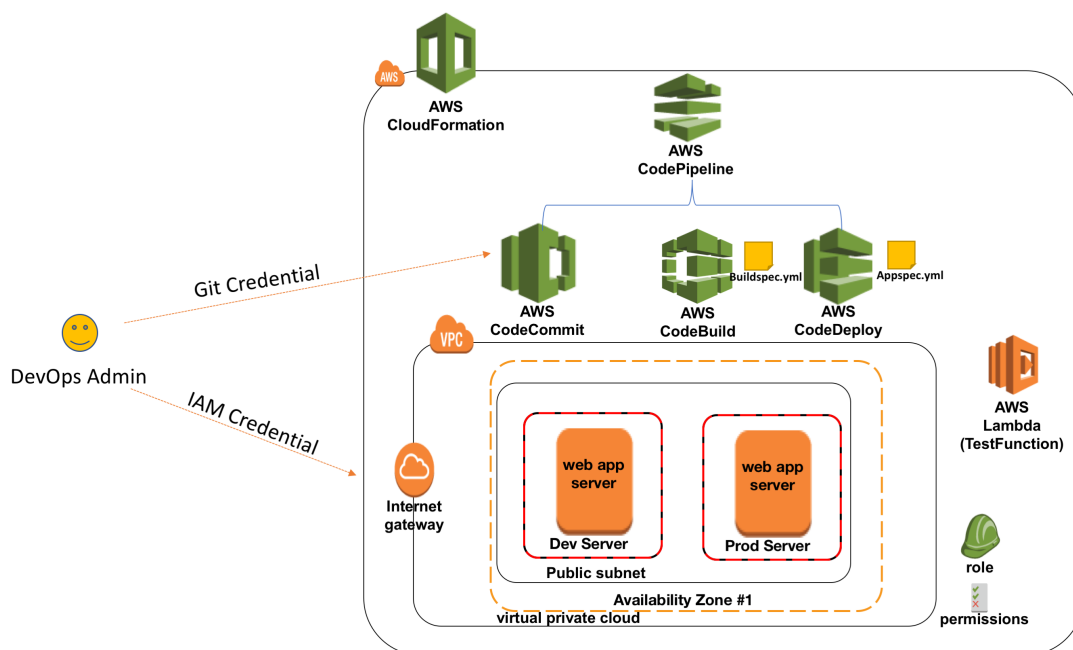 AWS
AWS
CloudFormation
AWS
CodePipeline
Git Credential
Buildspec.yml
Appspec.yml
AWS
CodeCommit
AWS
CodeBuild
AWS
CodeDeploy
DevOps Admin
IAM Credential
VPC
web app
server
Dev Server
web app
server
Prod Server
Public subnet
Availability Zone #1
virtual private cloud
Internet
gateway
AWS
Lambda
(TestFunction)
role
permissions